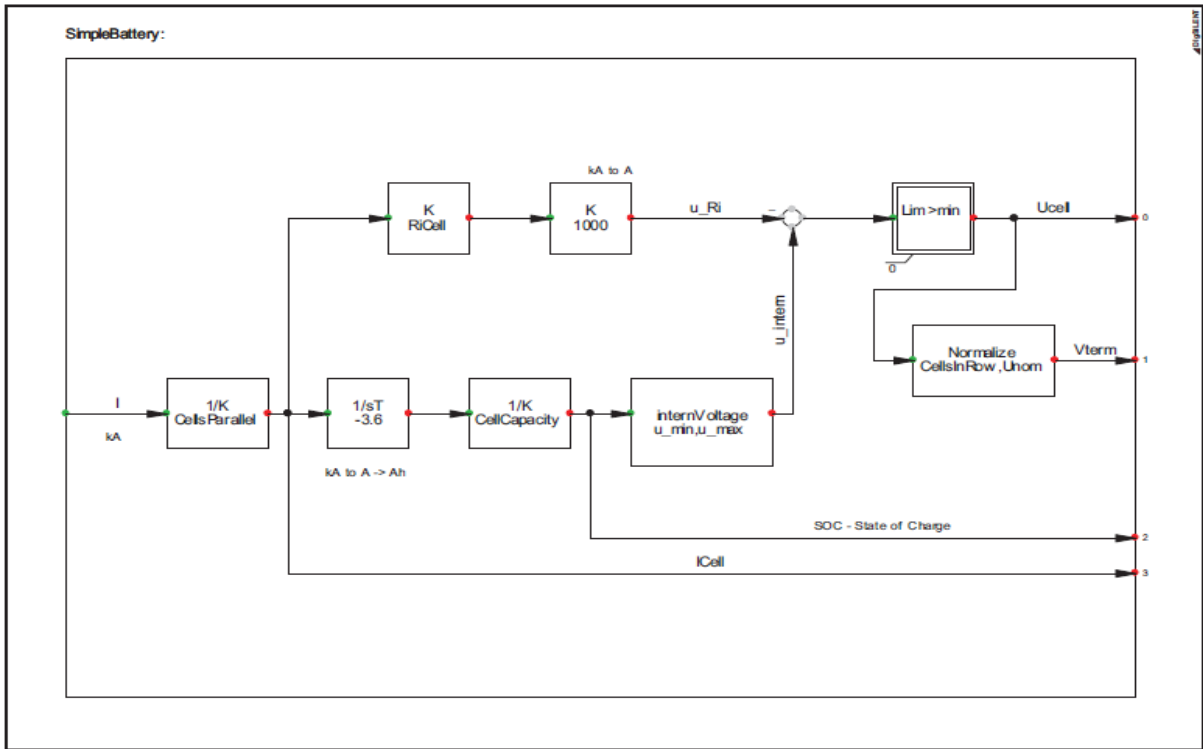 DIgSILENT
SimpleBattery:
kA to A
K
RiCell
K
1000
u_Ri
-
Lim >min
0
Ucell
0
u_intern
Normalize
CellsInRow ,Unom
Vterm
1
I
kA
1/K
CellsParallel
1/sT
-3.6
kA to A -> Ah
1/K
CellCapacity
internVoltage
u_min,u_max
SOC - State of Charge
2
ICell
3